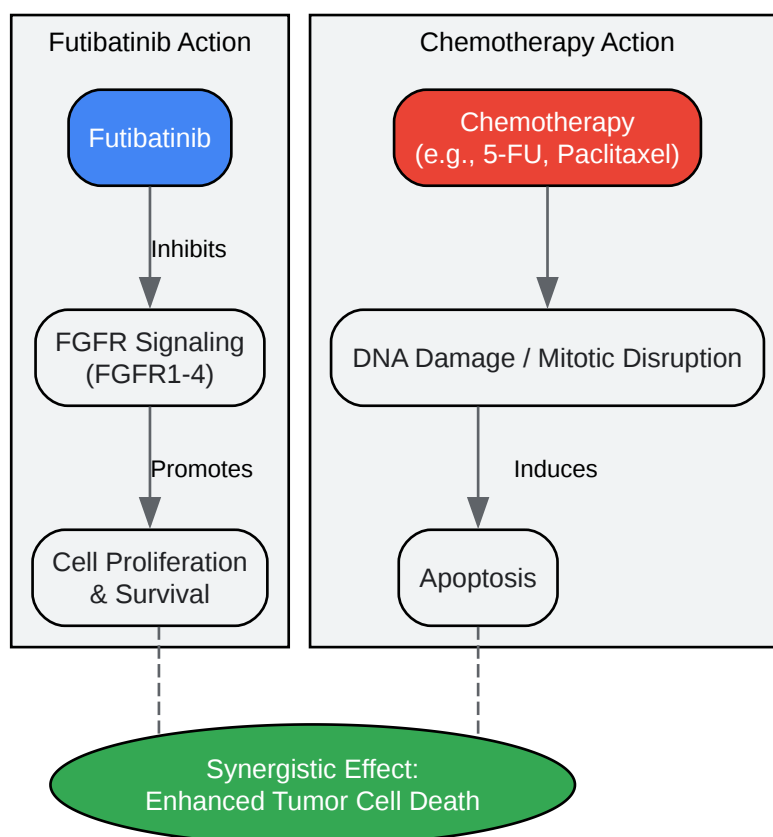 Futibatinib Action
Futibatinib
Inhibits
FGFR Signaling
(FGFR1-4)
Promotes
Cell Proliferation
& Survival
Chemotherapy Action
Chemotherapy
(e.g., 5-FU, Paclitaxel)
DNA Damage / Mitotic Disruption
Induces
Apoptosis
Synergistic Effect:
Enhanced Tumor Cell Death